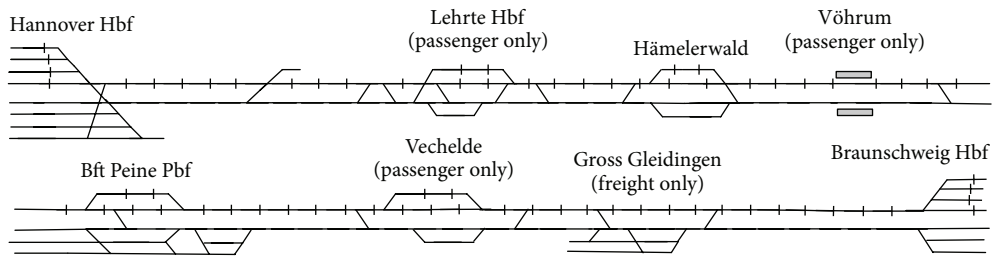 Hannover Hbf
Lehrte Hbf
(passenger only)
Hämelerwald
Vöhrum
(passenger only)
Bft Peine Pbf
Vechelde
(passenger only)
Gross Gleidingen
(freight only)
Braunschweig Hbf